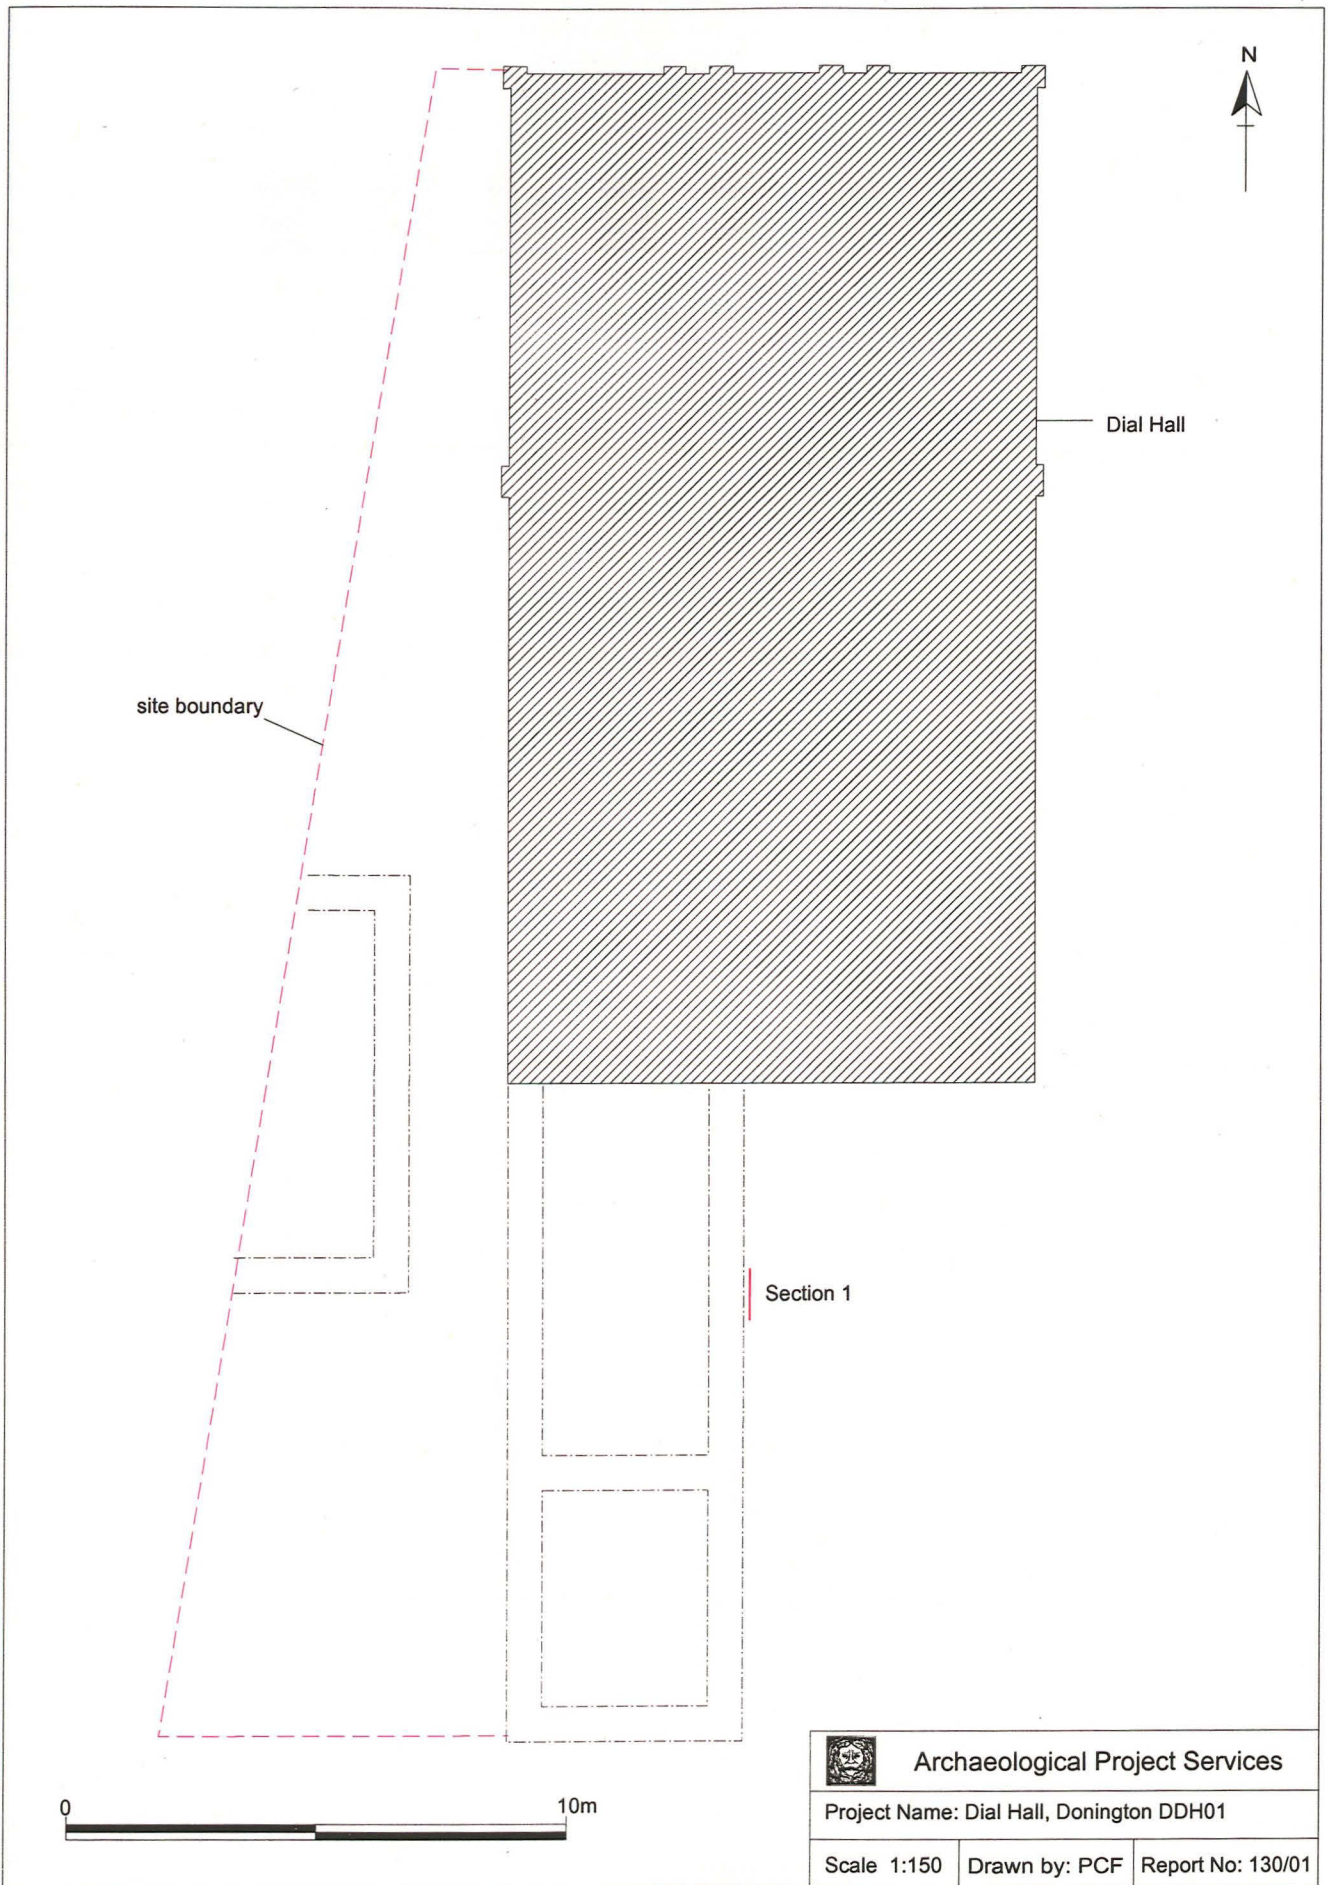 N
Dial Hall
site boundary
Section 1
0 10m
Archaeological Project Services
Project Name: Dial Hall, Donington DDH01
Scale 1:150 Drawn by: PCF Report No: 130/01